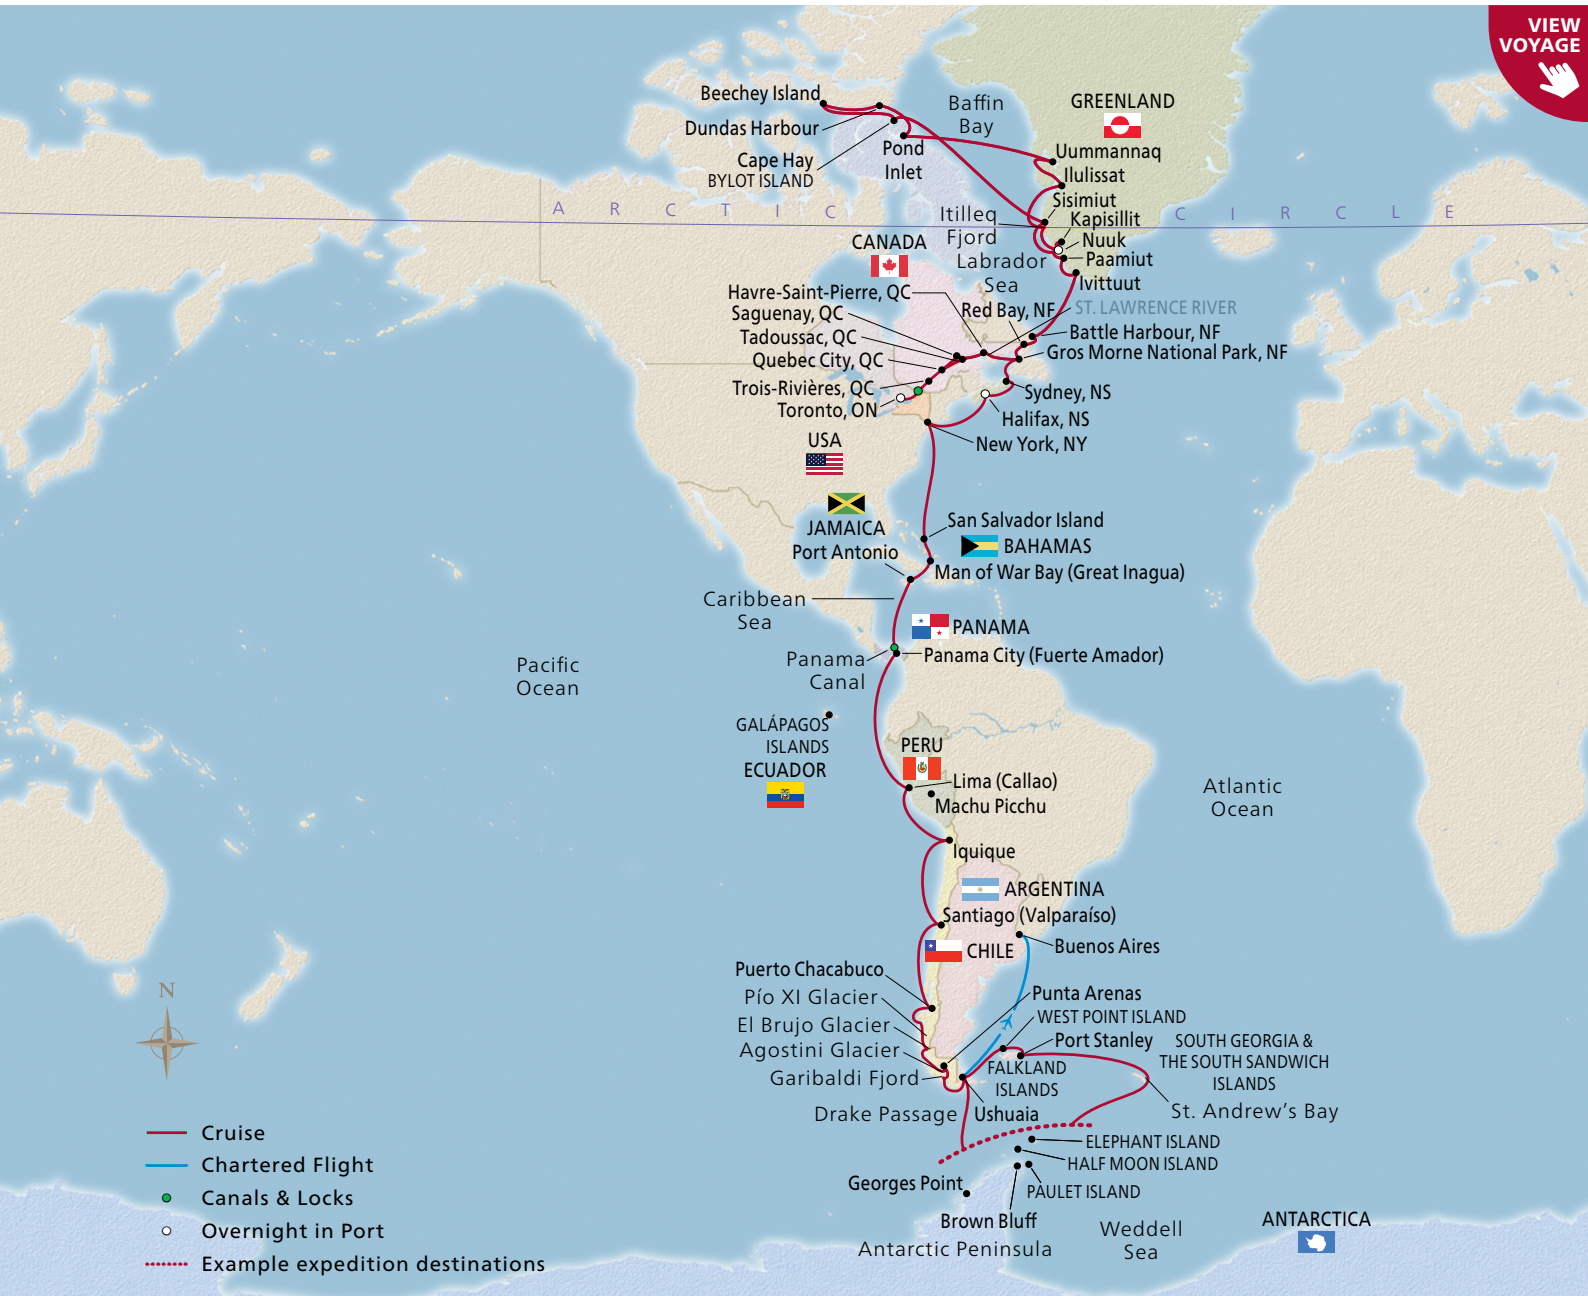 VIEW
VOYAGE
Beechey Island
Dundas Harbour
Cape Hay
BYLOT ISLAND
Pond
Inlet
Baffin
Bay
GREENLAND
Uummannaq
Ilulissat
Sisimiut
Kapisillit
Nuuk
Paamiut
Ivittuut
Itilleq
Fjord
Labrador
Sea
ARCTIC CIRCLE
CANADA
Havre-Saint-Pierre, QC
Saguenay, QC
Tadoussac, QC
Quebec City, QC
Trois-Rivières, QC
Toronto, ON
Red Bay, NF
ST. LAWRENCE RIVER
Battle Harbour, NF
Gros Morne National Park, NF
Sydney, NS
Halifax, NS
New York, NY
USA
JAMAICA
Port Antonio
San Salvador Island
BAHAMAS
Man of War Bay (Great Inagua)
Caribbean
Sea
PANAMA
Panama City (Fuerte Amador)
Panama
Canal
Pacific
Ocean
GALÁPAGOS
ISLANDS
ECUADOR
PERU
Lima (Callao)
Machu Picchu
Atlantic
Ocean
Iquique
ARGENTINA
Santiago (Valparaíso)
CHILE
Buenos Aires
Puerto Chacabuco
Pío XI Glacier
El Brujo Glacier
Agostini Glacier
Garibaldi Fjord
Punta Arenas
WEST POINT ISLAND
Port Stanley
FALKLAND
ISLANDS
SOUTH GEORGIA &
THE SOUTH SANDWICH
ISLANDS
St. Andrew's Bay
Drake Passage
Ushuaia
ELEPHANT ISLAND
HALF MOON ISLAND
PAULET ISLAND
Georges Point
Brown Bluff
Antarctic Peninsula
Weddell
Sea
ANTARCTICA
N
Cruise
Chartered Flight
Canals & Locks
Overnight in Port
Example expedition destinations